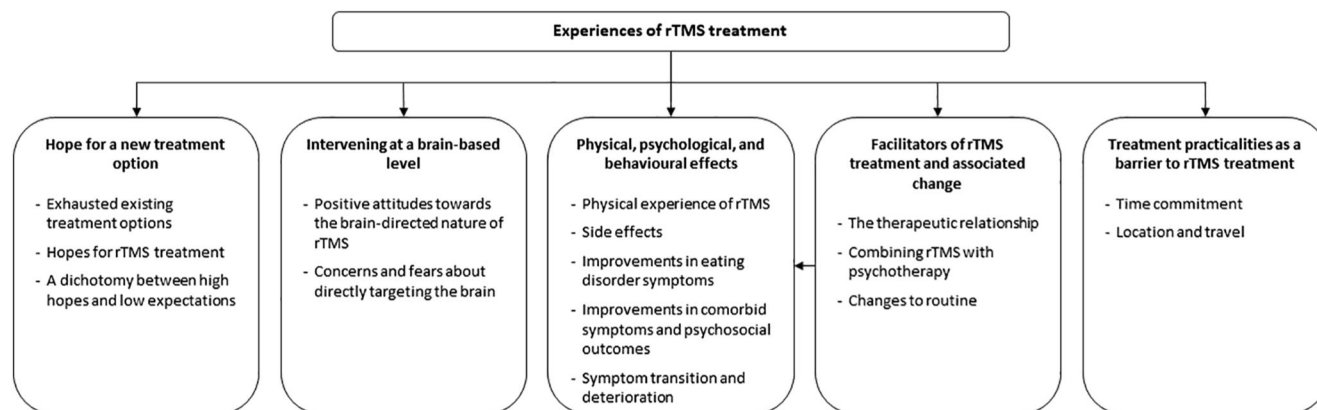 Experiences of rTMS treatment
Hope for a new treatment
option
- Exhausted existing
treatment options
- Hopes for rTMS treatment
- A dichotomy between high
hopes and low expectations
Intervening at a brain-based
level
- Positive attitudes towards
the brain-directed nature of
rTMS
- Concerns and fears about
directly targeting the brain
Physical, psychological, and
behavioural effects
- Physical experience of rTMS
- Side effects
- Improvements in eating
disorder symptoms
- Improvements in comorbid
symptoms and psychosocial
outcomes
- Symptom transition and
deterioration
Facilitators of rTMS
treatment and associated
change
- The therapeutic relationship
- Combining rTMS with
psychotherapy
- Changes to routine
Treatment practicalities as a
barrier to rTMS treatment
- Time commitment
- Location and travel